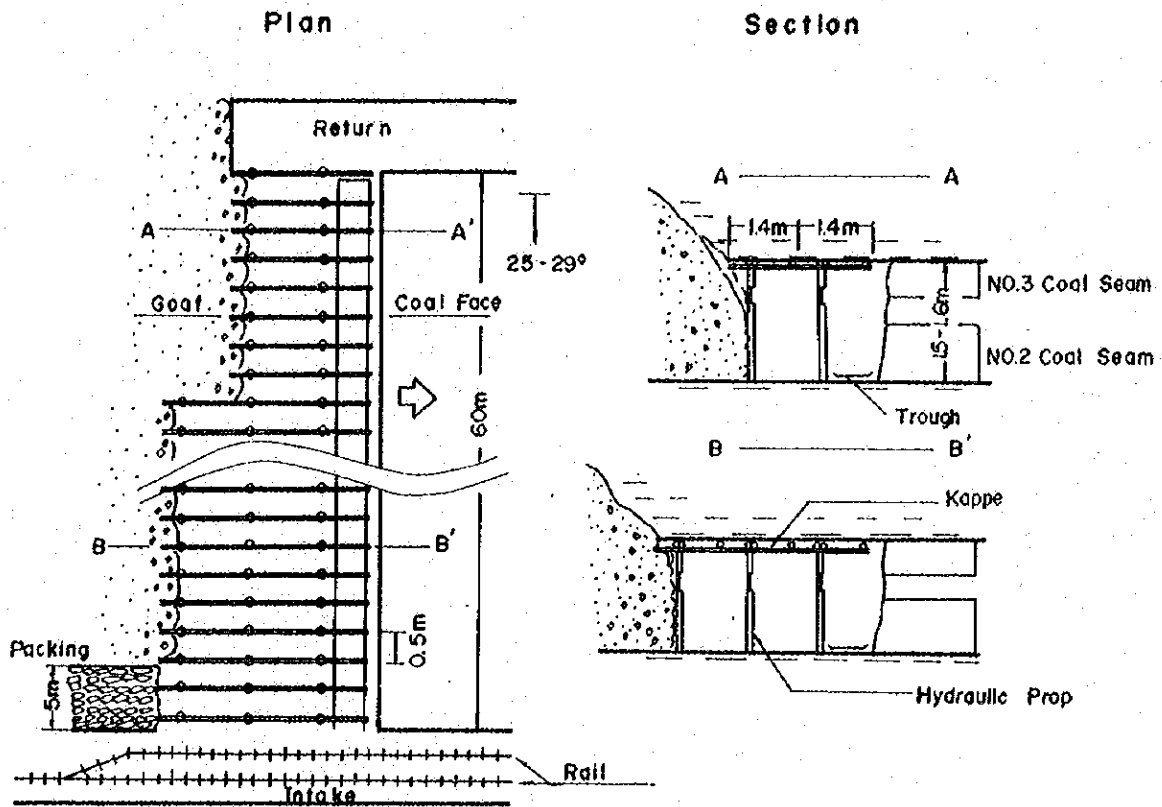 Plan
Return
A
A'
25-29°
Goaf
Coal Face
60m
B
B'
0.5m
Packing
5m
Rail
Intake
Section
A
A
1.4m
1.4m
NO.3 Coal Seam
1.5-1.6m
NO.2 Coal Seam
Trough
B
B'
Kappe
Hydraulic Prop